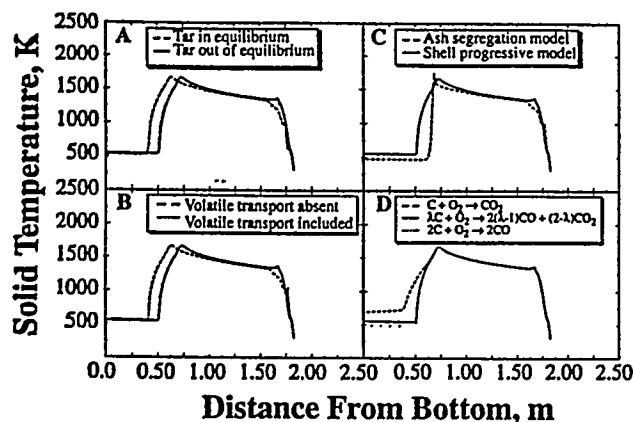 Solid Temperature, K
2500
2000
1500
1000
500
2500
2000
1500
1000
500
A
Tar in equilibrium
Tar out of equilibrium
C
Ash segregation model
Shell progressive model
B
Volatile transport absent
Volatile transport included
D
C + O₂ → CO₂
λC + O₂ → 2(λ-1)CO + (2-λ)CO₂
2C + O₂ → 2CO
0.0 0.50 1.00 1.50 2.00 2.50 0.50 1.00 1.50 2.00 2.50
Distance From Bottom, m